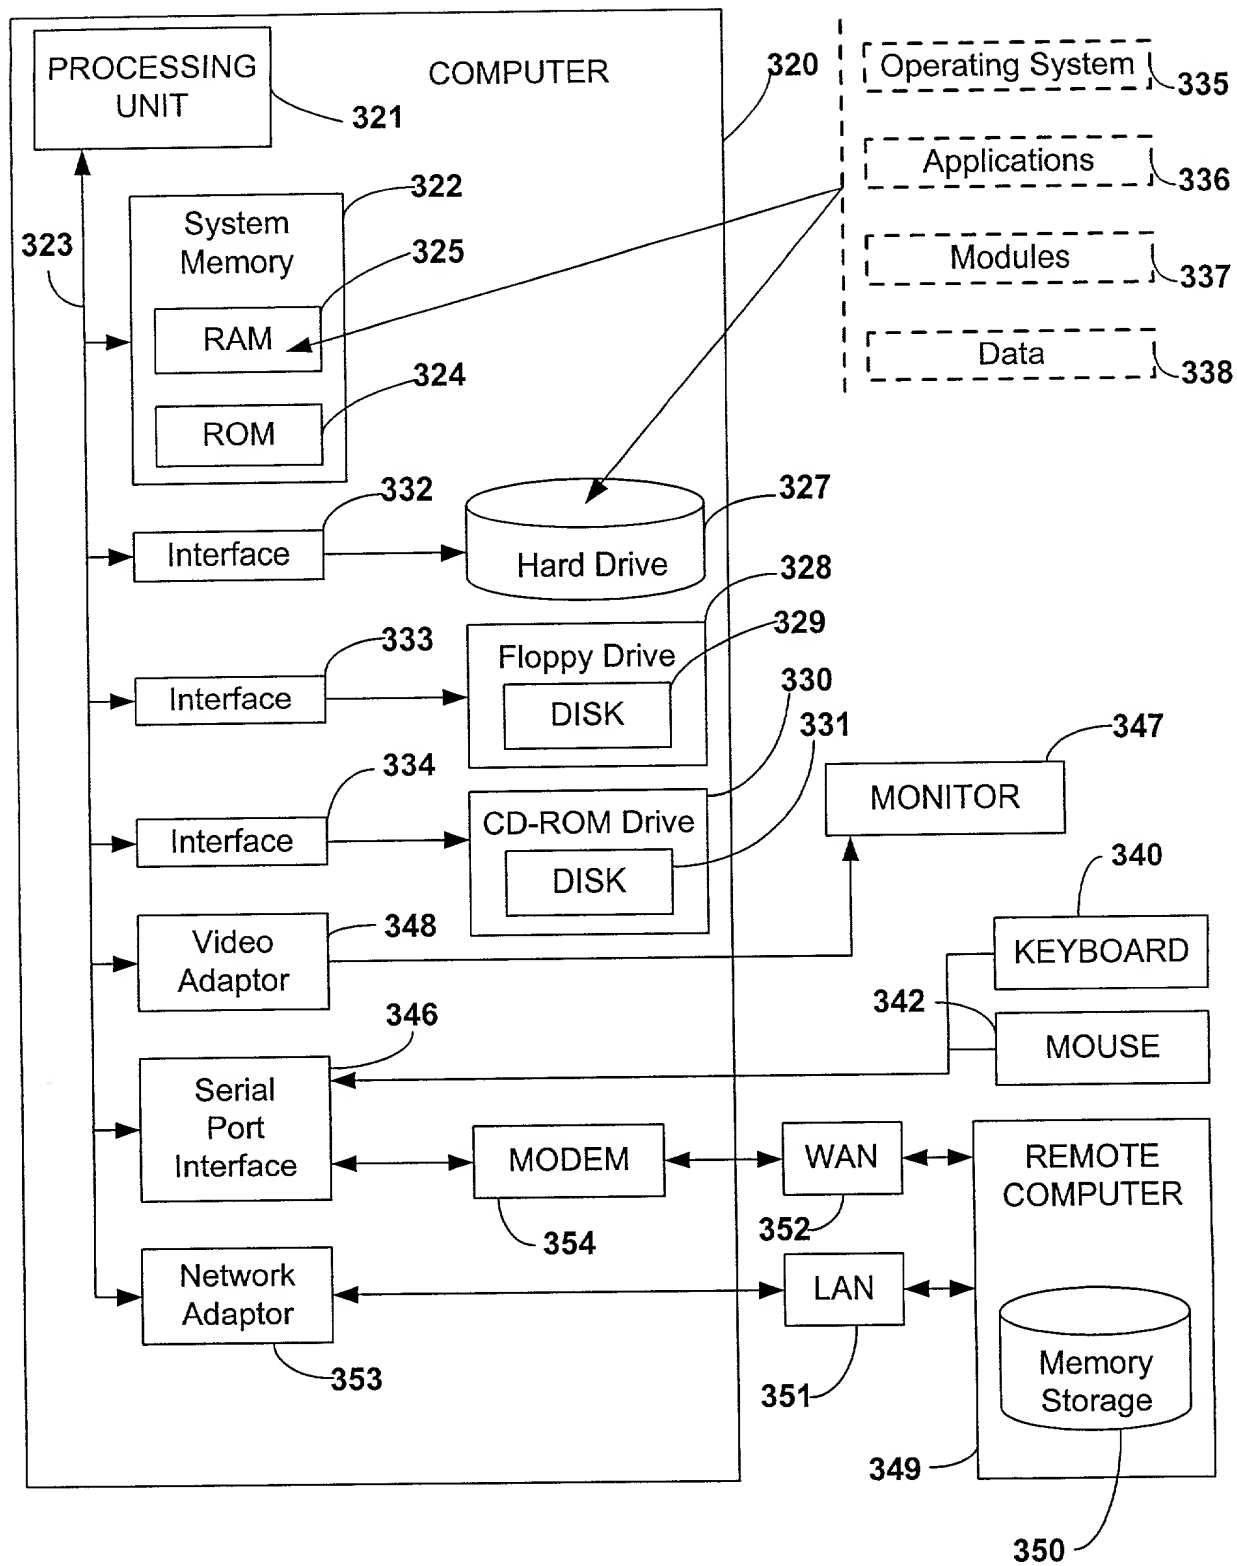 PROCESSING
UNIT
321
COMPUTER
320
Operating System
335
Applications
336
Modules
337
Data
338
323
322
System
Memory
325
RAM
324
ROM
332
Interface
327
Hard Drive
328
333
Interface
329
Floppy Drive
DISK
330
331
334
Interface
CD-ROM Drive
DISK
347
MONITOR
348
Video
Adaptor
340
KEYBOARD
342
MOUSE
346
Serial
Port
Interface
MODEM
354
WAN
352
REMOTE
COMPUTER
Network
Adaptor
353
LAN
351
Memory
Storage
349
350